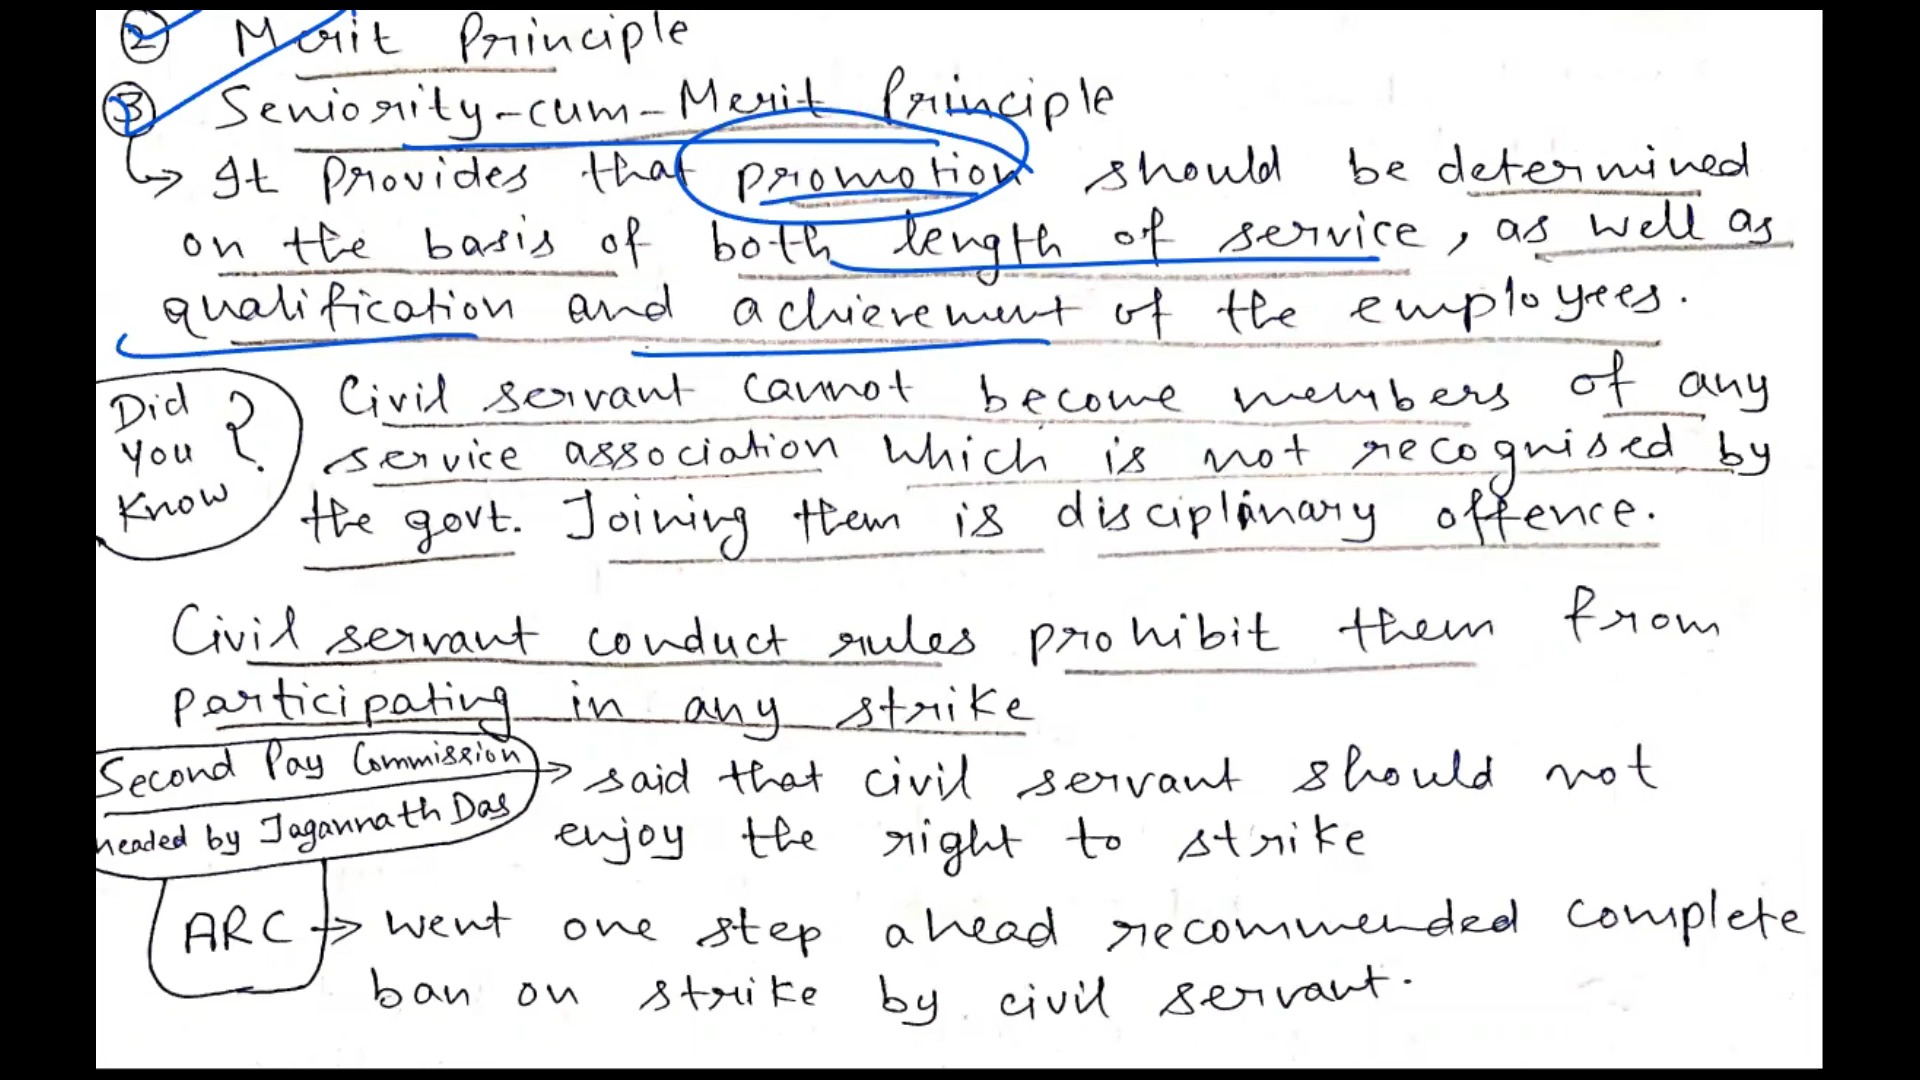 ② Merit Principle
③ Seniority-cum-Merit Principle
↳ It provides that promotion should be determined
on the basis of both length of service, as well as
qualification and achievement of the employees.
Did
you ?
Know
Civil servant cannot become members of any
service association which is not recognised by
the govt. Joining them is disciplinary offence.
Civil servant conduct rules prohibit them from
participating in any strike
Second Pay Commission
headed by Jagannath Das
→ said that civil servant should not
enjoy the right to strike
ARC → went one step ahead recommended complete
ban on strike by civil servant.